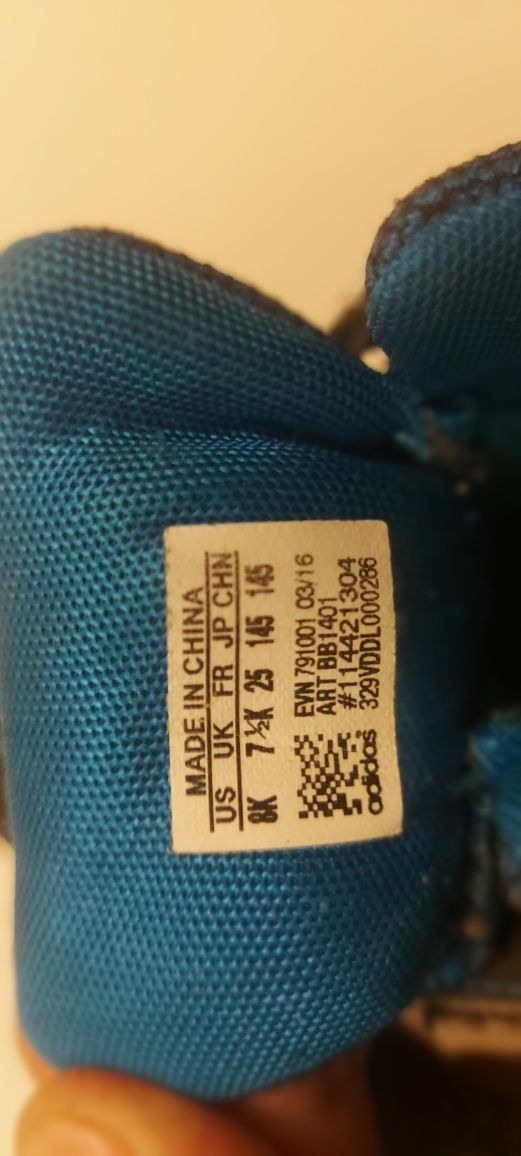 MADE IN CHINA
US UK FR JP CHN
8K 7½K 25 145 145
EVN 791001 03/16
ART BB1401
#114421304
329VDDL000286
adidas